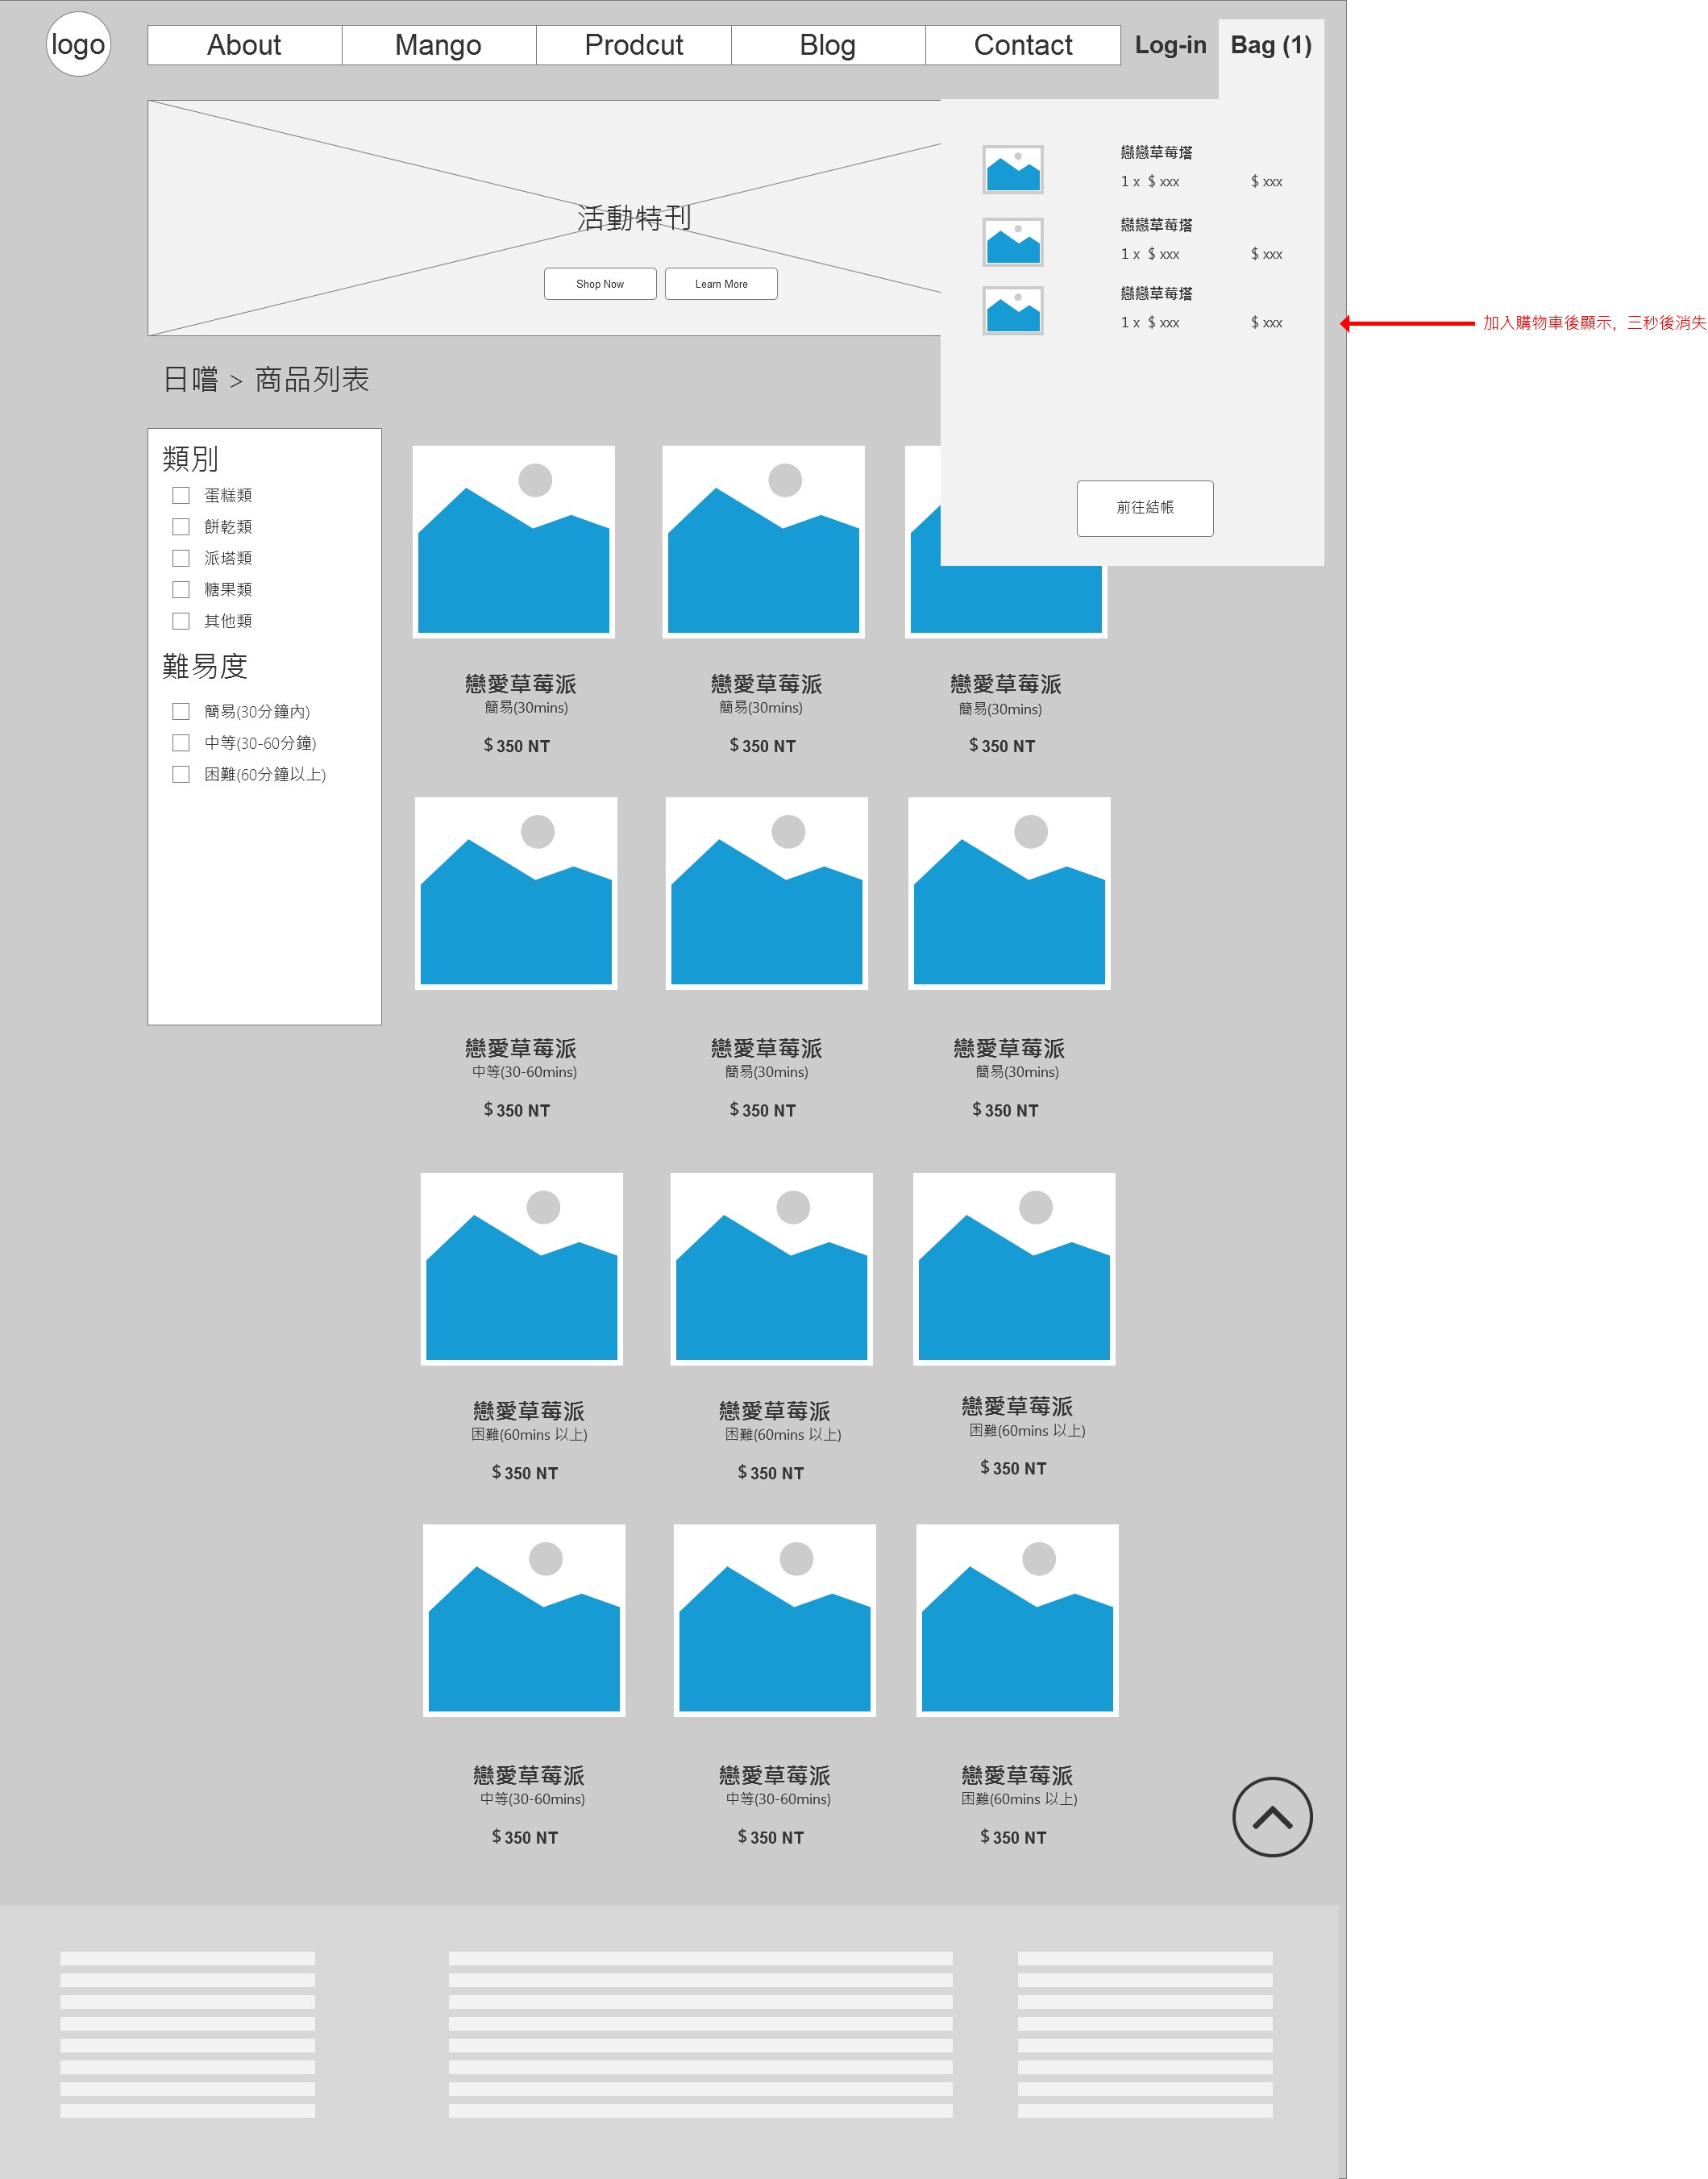 logo
About
Mango
Prodcut
Blog
Contact
Log-in
Bag (1)
戀戀草莓塔
1 x $ xxx $ xxx
戀戀草莓塔
1 x $ xxx $ xxx
戀戀草莓塔
1 x $ xxx $ xxx
前往結帳
加入購物車後顯示，三秒後消失
活動特刊
Shop Now
Learn More
日嚐 > 商品列表
類別
蛋糕類
餅乾類
派塔類
糖果類
其他類
難易度
簡易(30分鐘內)
中等(30-60分鐘)
困難(60分鐘以上)
戀愛草莓派
簡易(30mins)
$ 350 NT
戀愛草莓派
簡易(30mins)
$ 350 NT
戀愛草莓派
簡易(30mins)
$ 350 NT
戀愛草莓派
中等(30-60mins)
$ 350 NT
戀愛草莓派
簡易(30mins)
$ 350 NT
戀愛草莓派
簡易(30mins)
$ 350 NT
戀愛草莓派
困難(60mins 以上)
$ 350 NT
戀愛草莓派
困難(60mins 以上)
$ 350 NT
戀愛草莓派
困難(60mins 以上)
$ 350 NT
戀愛草莓派
中等(30-60mins)
$ 350 NT
戀愛草莓派
中等(30-60mins)
$ 350 NT
戀愛草莓派
困難(60mins 以上)
$ 350 NT